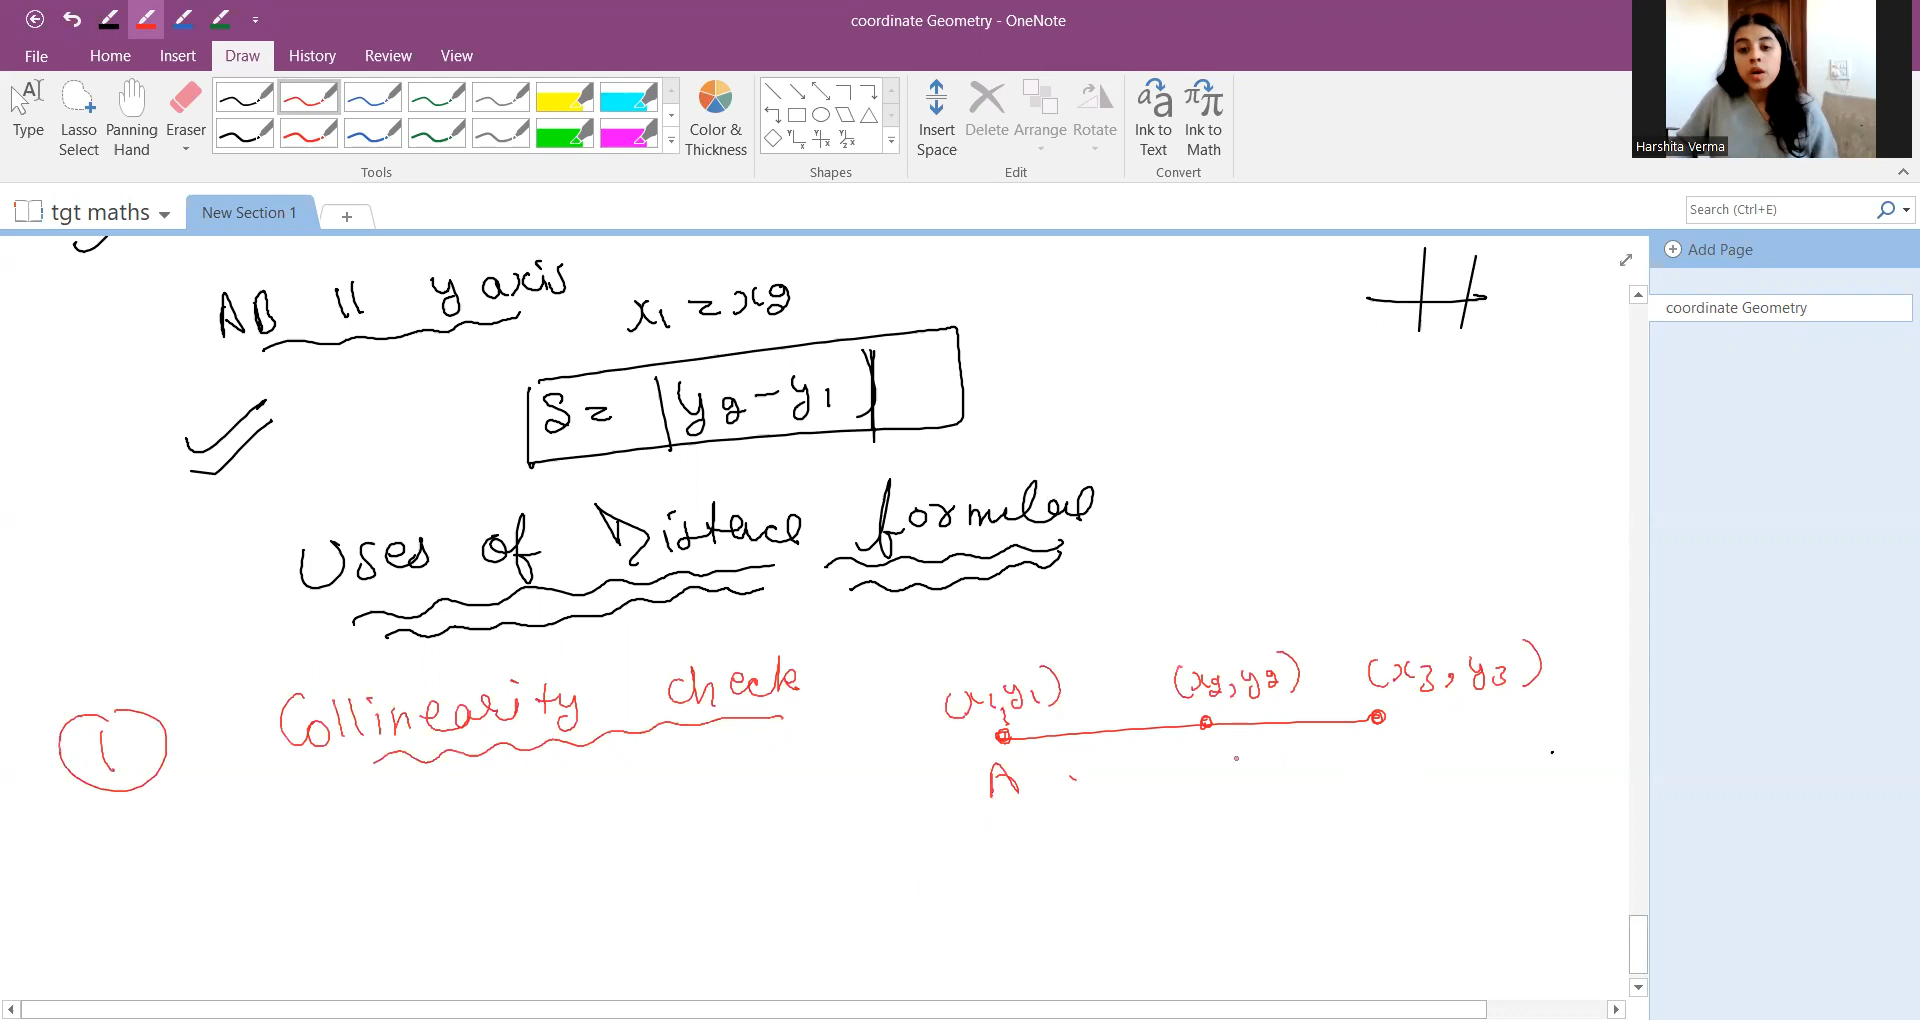 coordinate Geometry - OneNote
File Home Insert Draw History Review View
Type
Lasso Select
Panning Hand
Eraser
Color & Thickness
Insert Space
Delete
Arrange
Rotate
Ink to Text
Ink to Math
Tools
Shapes
Edit
Convert
Harshita Verma
tgt maths
New Section 1
Search (Ctrl+E)
Add Page
coordinate Geometry
AB || y axis x₁ = x₂
S = |y₂ - y₁|
Uses of Distace formulae
1 Collinearity check (x₁, y₁) (x₂, y₂) (x₃, y₃)
A